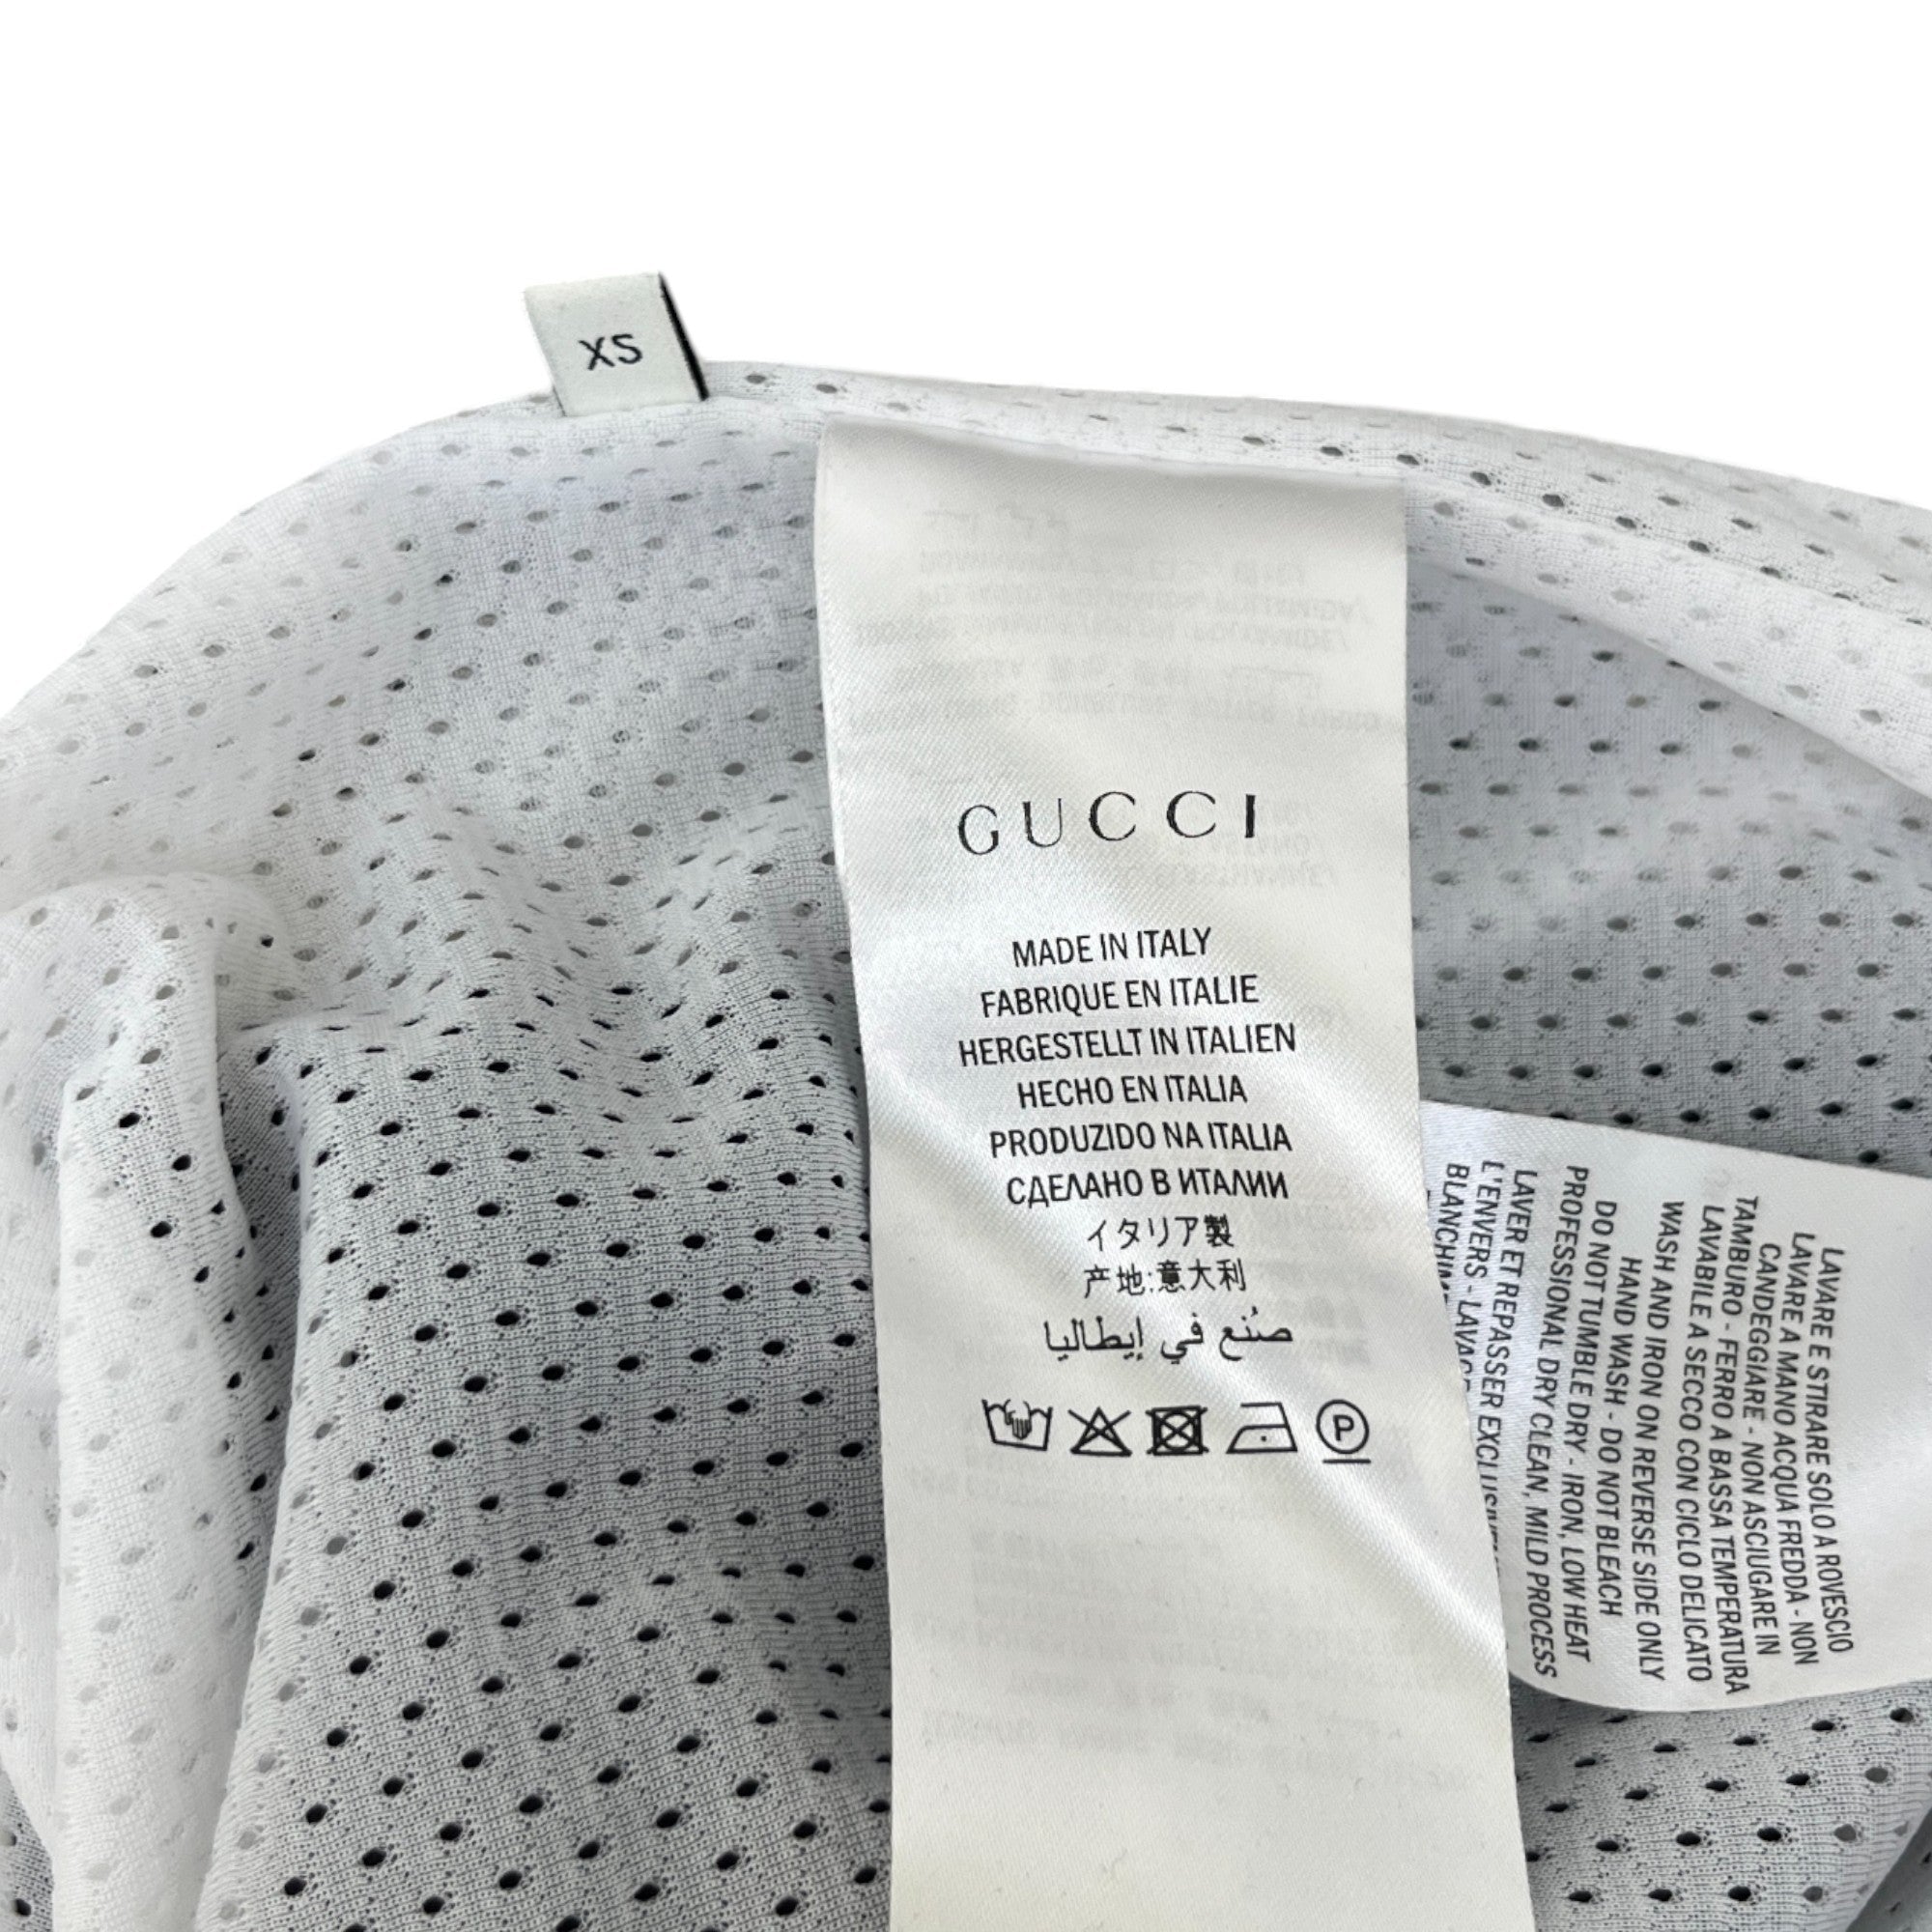 XS
GUCCI
MADE IN ITALY
FABRIQUE EN ITALIE
HERGESTELLT IN ITALIEN
HECHO EN ITALIA
PRODUZIDO NA ITALIA
СДЕЛАНО В ИТАЛИИ
イタリア製
产地:意大利
صُنع في إيطاليا
P
LAVARE E STIRARE SOLO A ROVESCIO
LAVARE A MANO ACQUA FREDDA - NON
CANDEGGIARE - NON ASCIUGARE IN
TAMBURO - FERRO A BASSA TEMPERATURA
LAVABILE A SECCO CON CICLO DELICATO
WASH AND IRON ON REVERSE SIDE ONLY
HAND WASH - DO NOT BLEACH
DO NOT TUMBLE DRY - IRON, LOW HEAT
PROFESSIONAL DRY CLEAN, MILD PROCESS
LAVER ET REPASSER
L'ENVERS - LAVAGE